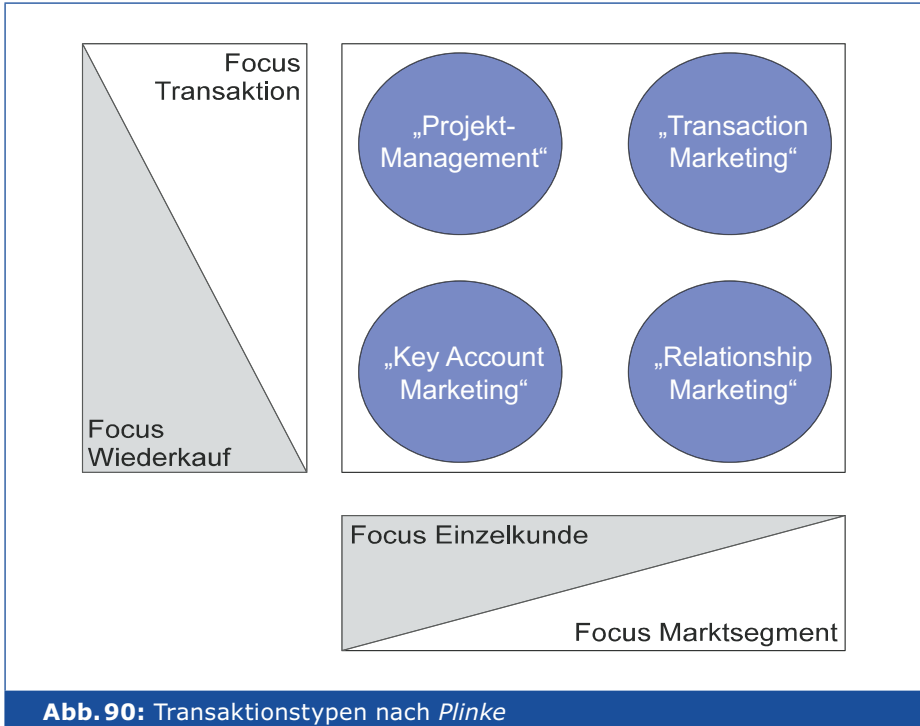 Focus
Transaktion
„Projekt-
Management“
„Transaction
Marketing“
„Key Account
Marketing“
„Relationship
Marketing“
Focus
Wiederkauf
Focus Einzelkunde
Focus Marktsegment
Abb. 90: Transaktionstypen nach Plinke